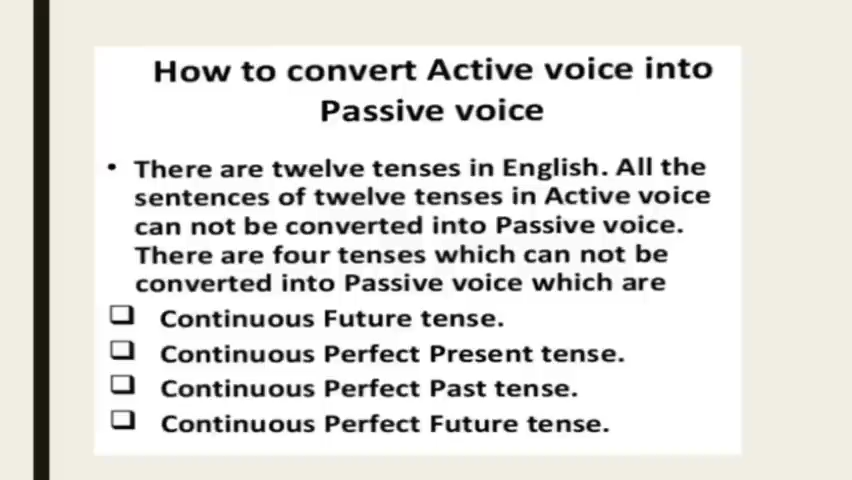 How to convert Active voice into
Passive voice
• There are twelve tenses in English. All the
sentences of twelve tenses in Active voice
can not be converted into Passive voice.
There are four tenses which can not be
converted into Passive voice which are
❑ Continuous Future tense.
❑ Continuous Perfect Present tense.
❑ Continuous Perfect Past tense.
❑ Continuous Perfect Future tense.